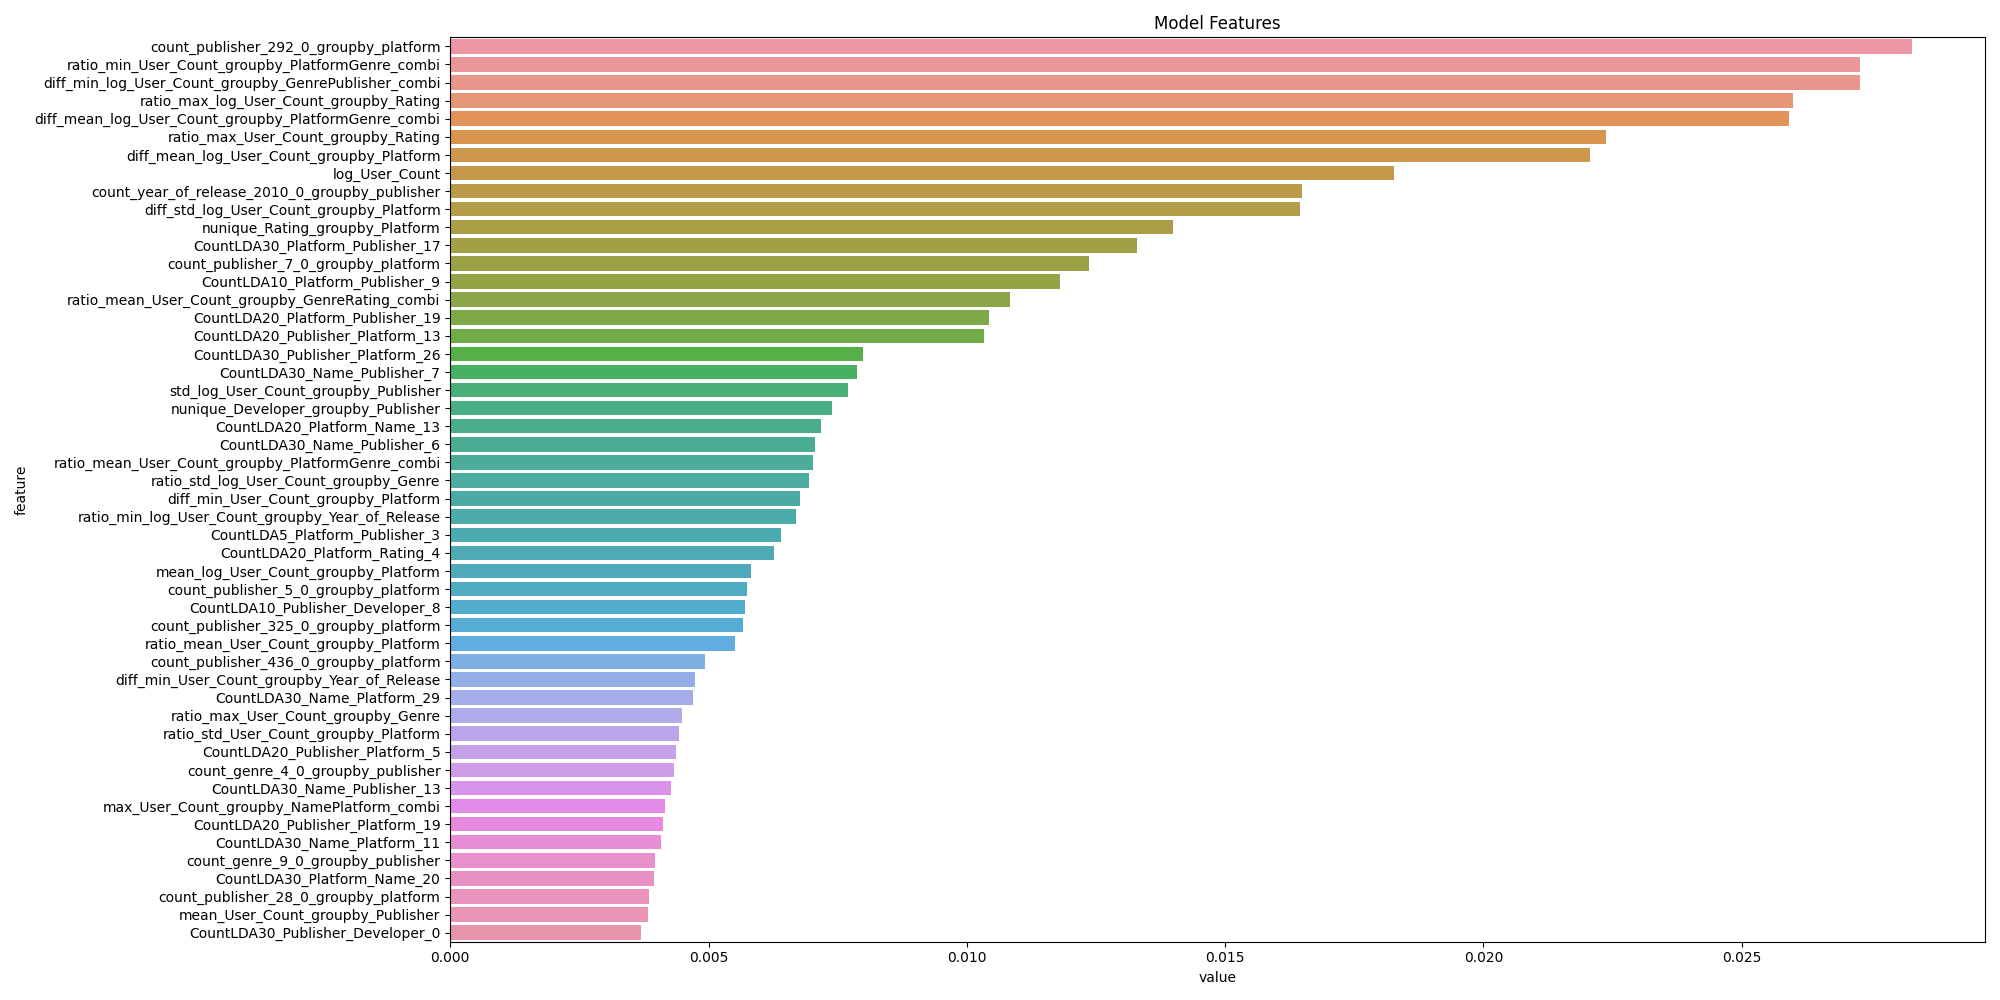 Model Features
feature
count_publisher_292_0_groupby_platform
ratio_min_User_Count_groupby_PlatformGenre_combi
diff_min_log_User_Count_groupby_GenrePublisher_combi
ratio_max_log_User_Count_groupby_Rating
diff_mean_log_User_Count_groupby_PlatformGenre_combi
ratio_max_User_Count_groupby_Rating
diff_mean_log_User_Count_groupby_Platform
log_User_Count
count_year_of_release_2010_0_groupby_publisher
diff_std_log_User_Count_groupby_Platform
nunique_Rating_groupby_Platform
CountLDA30_Platform_Publisher_17
count_publisher_7_0_groupby_platform
CountLDA10_Platform_Publisher_9
ratio_mean_User_Count_groupby_GenreRating_combi
CountLDA20_Platform_Publisher_19
CountLDA20_Publisher_Platform_13
CountLDA30_Publisher_Platform_26
CountLDA30_Name_Publisher_7
std_log_User_Count_groupby_Publisher
nunique_Developer_groupby_Publisher
CountLDA20_Platform_Name_13
CountLDA30_Name_Publisher_6
ratio_mean_User_Count_groupby_PlatformGenre_combi
ratio_std_log_User_Count_groupby_Genre
diff_min_User_Count_groupby_Platform
ratio_min_log_User_Count_groupby_Year_of_Release
CountLDA5_Platform_Publisher_3
CountLDA20_Platform_Rating_4
mean_log_User_Count_groupby_Platform
count_publisher_5_0_groupby_platform
CountLDA10_Publisher_Developer_8
count_publisher_325_0_groupby_platform
ratio_mean_User_Count_groupby_Platform
count_publisher_436_0_groupby_platform
diff_min_User_Count_groupby_Year_of_Release
CountLDA30_Name_Platform_29
ratio_max_User_Count_groupby_Genre
ratio_std_User_Count_groupby_Platform
CountLDA20_Publisher_Platform_5
count_genre_4_0_groupby_publisher
CountLDA30_Name_Publisher_13
max_User_Count_groupby_NamePlatform_combi
CountLDA20_Publisher_Platform_19
CountLDA30_Name_Platform_11
count_genre_9_0_groupby_publisher
CountLDA30_Platform_Name_20
count_publisher_28_0_groupby_platform
mean_User_Count_groupby_Publisher
CountLDA30_Publisher_Developer_0
0.000 0.005 0.010 0.015 0.020 0.025
value